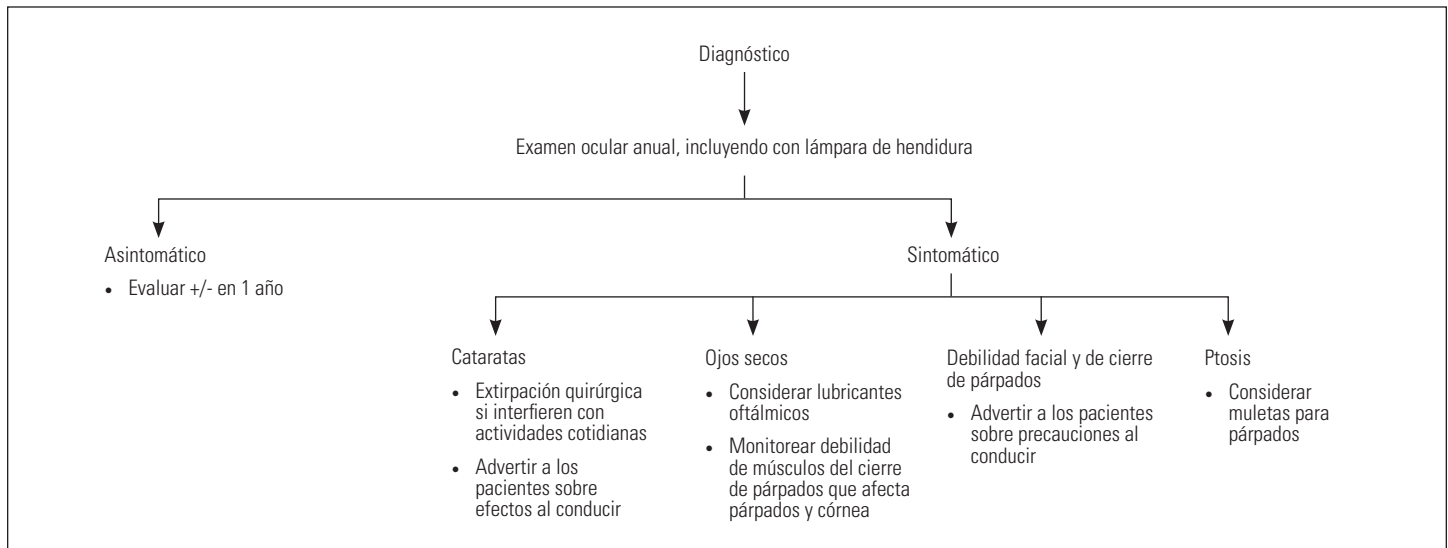 Diagnóstico
Examen ocular anual, incluyendo con lámpara de hendidura
Asintomático
• Evaluar +/- en 1 año
Sintomático
Cataratas
• Extirpación quirúrgica
si interfieren con
actividades cotidianas
• Advertir a los
pacientes sobre
efectos al conducir
Ojos secos
• Considerar lubricantes
oftálmicos
• Monitorear debilidad
de músculos del cierre
de párpados que afecta
párpados y córnea
Debilidad facial y de cierre
de párpados
• Advertir a los pacientes
sobre precauciones al
conducir
Ptosis
• Considerar
muletas para
párpados